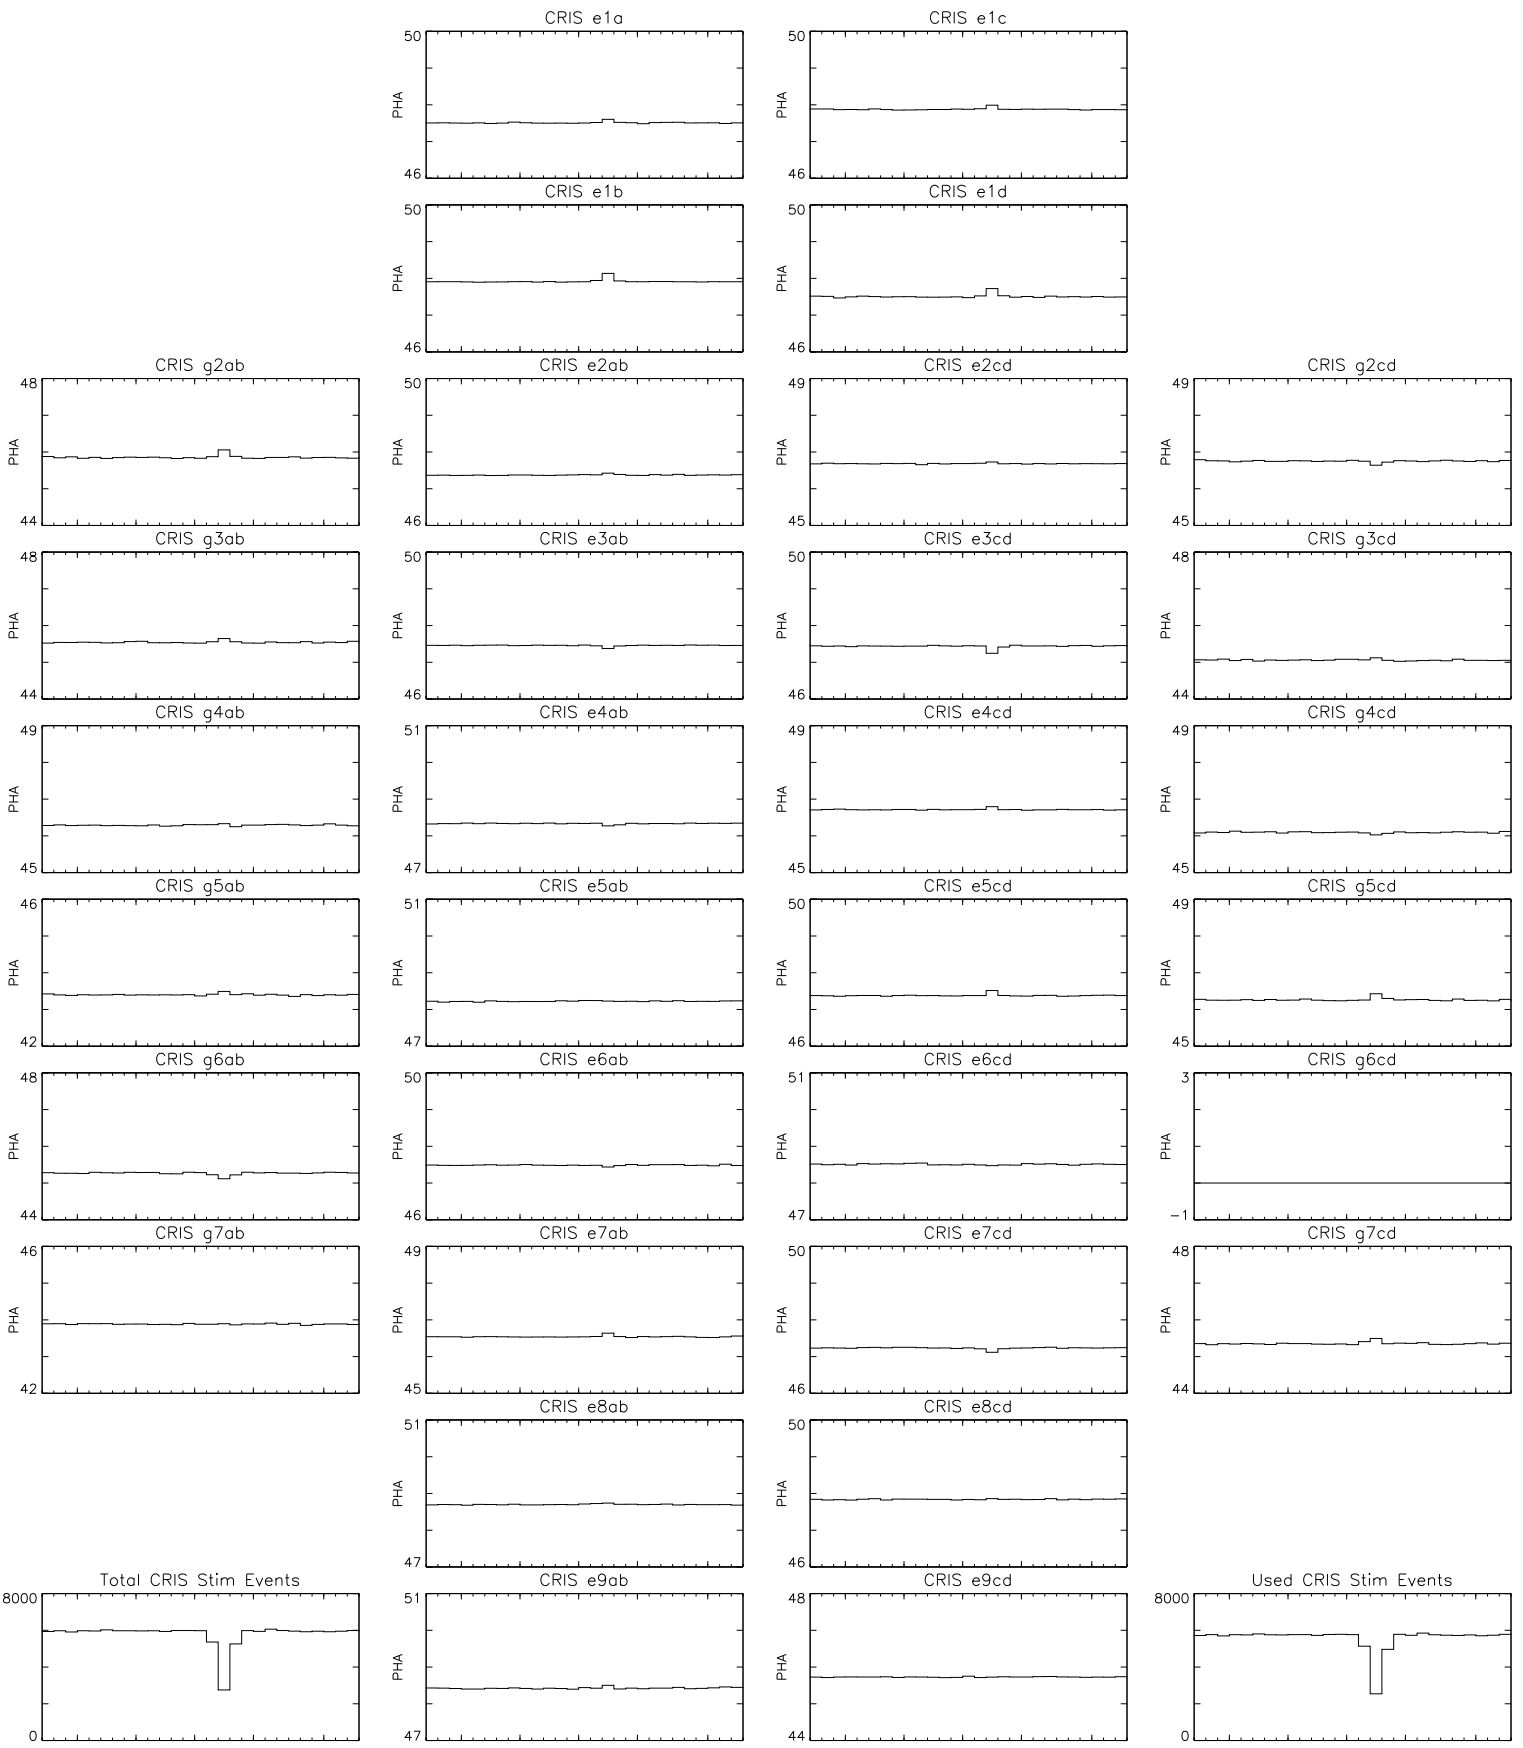 CRIS e1a
50
PHA
46
CRIS e1c
50
PHA
46
CRIS e1b
50
PHA
46
CRIS e1d
50
PHA
46
CRIS g2ab
48
PHA
44
CRIS e2ab
50
PHA
46
CRIS e2cd
49
PHA
45
CRIS g2cd
49
PHA
45
CRIS g3ab
48
PHA
44
CRIS e3ab
50
PHA
46
CRIS e3cd
50
PHA
46
CRIS g3cd
48
PHA
44
CRIS g4ab
49
PHA
45
CRIS e4ab
51
PHA
47
CRIS e4cd
49
PHA
45
CRIS g4cd
49
PHA
45
CRIS g5ab
46
PHA
42
CRIS e5ab
51
PHA
47
CRIS e5cd
50
PHA
46
CRIS g5cd
49
PHA
45
CRIS g6ab
48
PHA
44
CRIS e6ab
50
PHA
46
CRIS e6cd
51
PHA
47
CRIS g6cd
3
PHA
-1
CRIS g7ab
46
PHA
42
CRIS e7ab
49
PHA
45
CRIS e7cd
50
PHA
46
CRIS g7cd
48
PHA
44
CRIS e8ab
51
PHA
47
CRIS e8cd
50
PHA
46
Total CRIS Stim Events
8000
0
CRIS e9ab
51
PHA
47
CRIS e9cd
48
PHA
44
Used CRIS Stim Events
8000
0